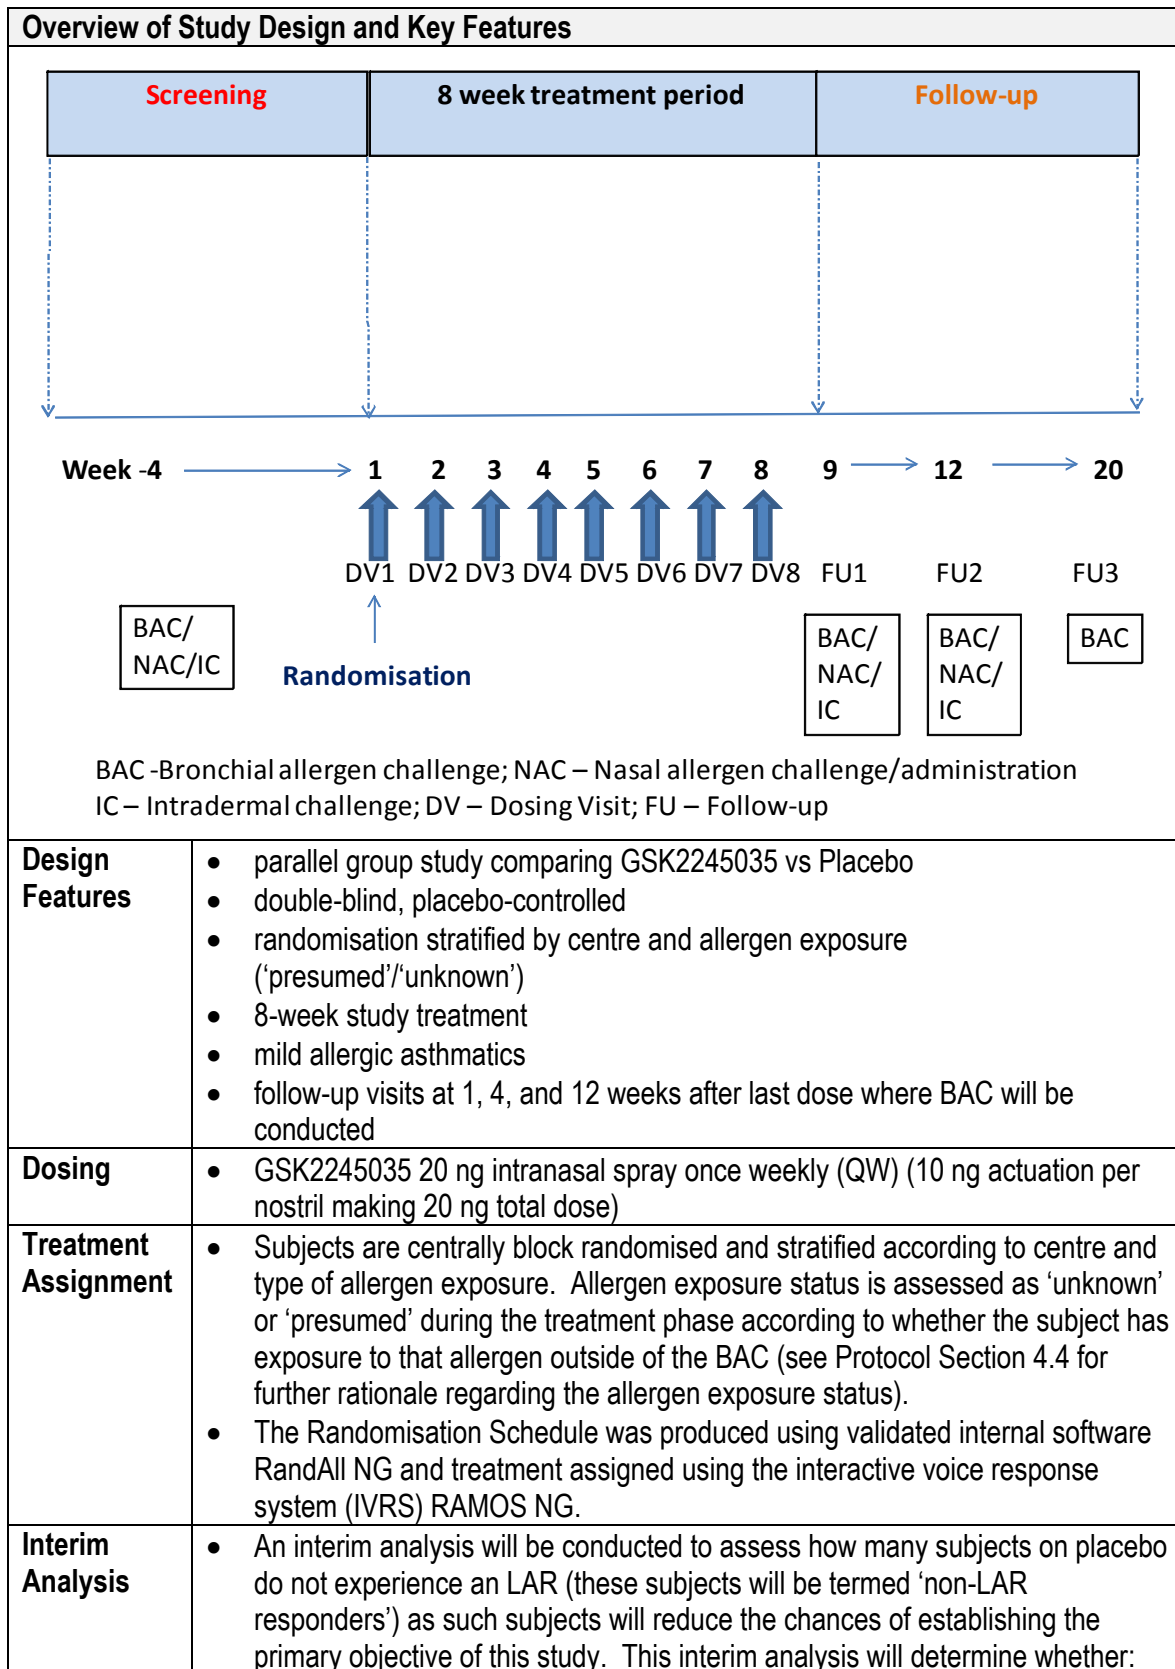 Overview of Study Design and Key Features
Screening
8 week treatment period
Follow-up
Week -4 1 2 3 4 5 6 7 8 9 12 20
DV1 DV2 DV3 DV4 DV5 DV6 DV7 DV8 FU1 FU2 FU3
BAC/
NAC/IC
Randomisation
BAC/
NAC/
IC
BAC/
NAC/
IC
BAC
BAC -Bronchial allergen challenge; NAC – Nasal allergen challenge/administration
IC – Intradermal challenge; DV – Dosing Visit; FU – Follow-up
Design
Features
• parallel group study comparing GSK2245035 vs Placebo
• double-blind, placebo-controlled
• randomisation stratified by centre and allergen exposure
(‘presumed’/‘unknown’)
• 8-week study treatment
• mild allergic asthmatics
• follow-up visits at 1, 4, and 12 weeks after last dose where BAC will be
conducted
Dosing
• GSK2245035 20 ng intranasal spray once weekly (QW) (10 ng actuation per
nostril making 20 ng total dose)
Treatment
Assignment
• Subjects are centrally block randomised and stratified according to centre and
type of allergen exposure. Allergen exposure status is assessed as ‘unknown’
or ‘presumed’ during the treatment phase according to whether the subject has
exposure to that allergen outside of the BAC (see Protocol Section 4.4 for
further rationale regarding the allergen exposure status).
• The Randomisation Schedule was produced using validated internal software
RandAll NG and treatment assigned using the interactive voice response
system (IVRS) RAMOS NG.
Interim
Analysis
• An interim analysis will be conducted to assess how many subjects on placebo
do not experience an LAR (these subjects will be termed ‘non-LAR
responders’) as such subjects will reduce the chances of establishing the
primary objective of this study. This interim analysis will determine whether: